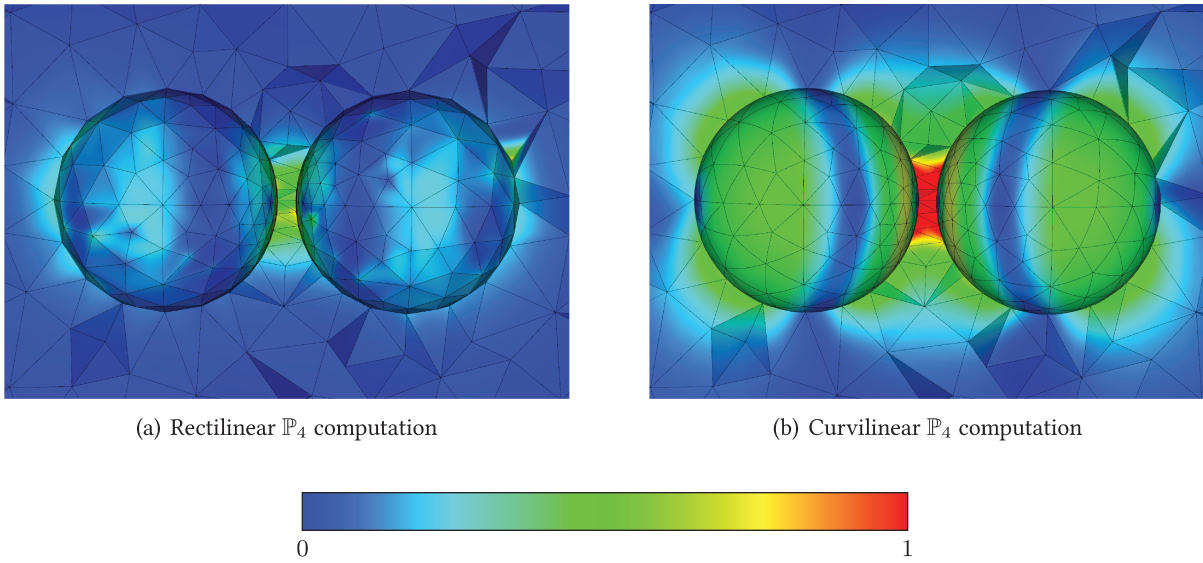 (a) Rectilinear ℙ₄ computation
(b) Curvilinear ℙ₄ computation
0 1